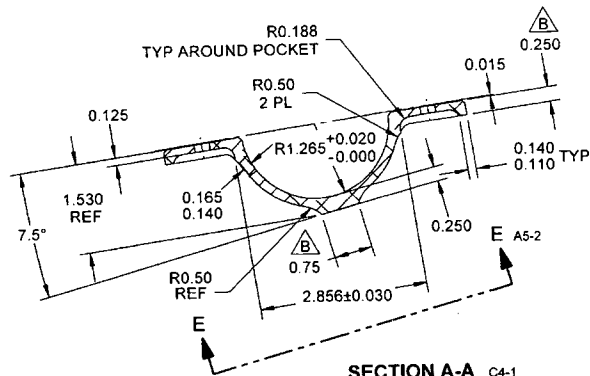 R0.188
TYP AROUND POCKET
B
0.250
0.015
R0.50
2 PL
0.125
R1.265 +0.020
-0.000
0.140
0.110 TYP
1.530
REF
0.165
0.140
7.5°
0.250
B
0.75
E A5-2
R0.50
REF
2.856±0.030
E
SECTION A-A C4-1